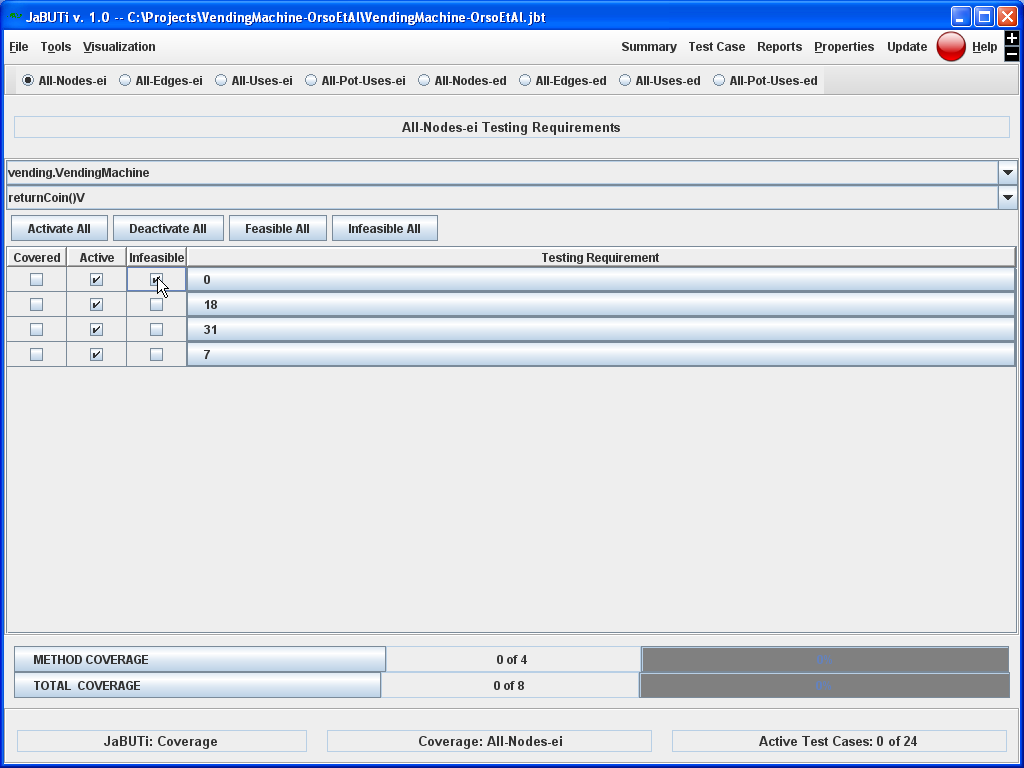 JaBUTi v. 1.0 -- C:\Projects\VendingMachine-OrsoEtAl\VendingMachine-OrsoEtAl.jbt
File Tools Visualization Summary Test Case Reports Properties Update Help
All-Nodes-ei All-Edges-ei All-Uses-ei All-Pot-Uses-ei All-Nodes-ed All-Edges-ed All-Uses-ed All-Pot-Uses-ed
All-Nodes-ei Testing Requirements
vending.VendingMachine
returnCoin()V
Activate All Deactivate All Feasible All Infeasible All
Covered Active Infeasible Testing Requirement
0
18
31
7
METHOD COVERAGE 0 of 4
TOTAL COVERAGE 0 of 8
JaBUTi: Coverage Coverage: All-Nodes-ei Active Test Cases: 0 of 24